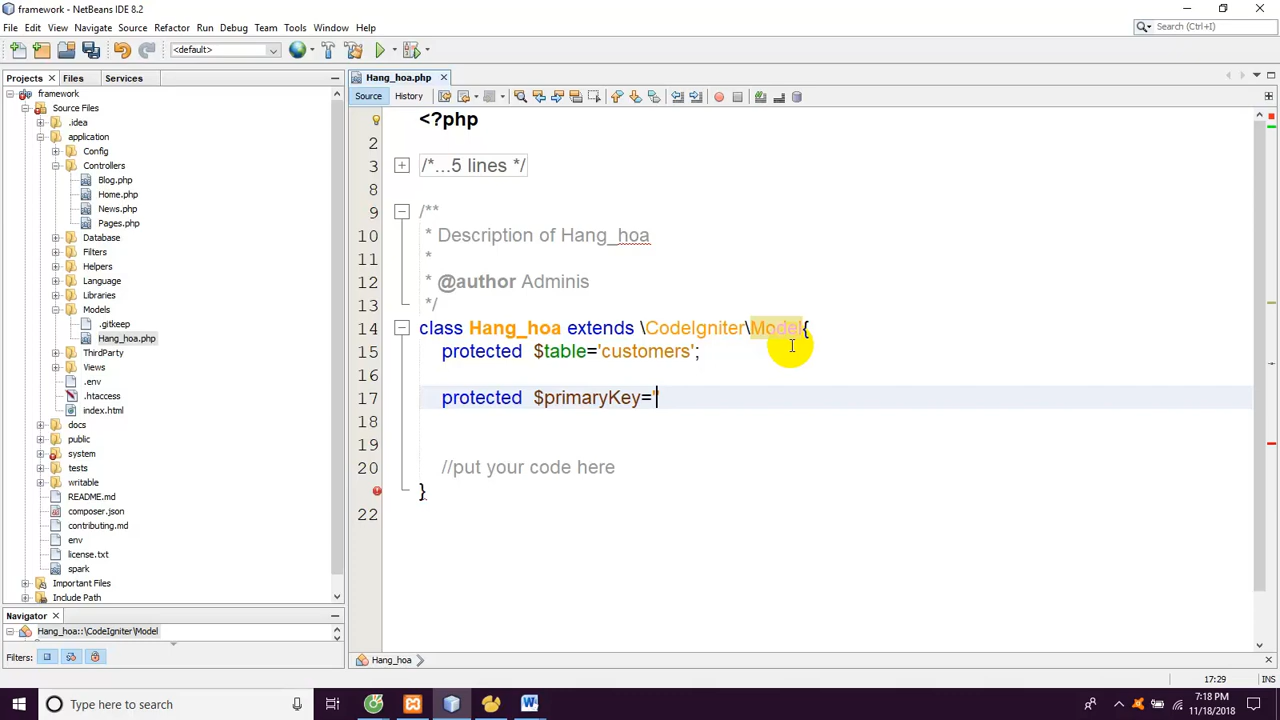 framework - NetBeans IDE 8.2
File Edit View Navigate Source Refactor Run Debug Team Tools Window Help
Search (Ctrl+I)
<default>
Projects Files Services
Hang_hoa.php
Source History
framework
Source Files
.idea
application
Config
Controllers
Blog.php
Home.php
News.php
Pages.php
Database
Filters
Helpers
Language
Libraries
Models
.gitkeep
Hang_hoa.php
ThirdParty
Views
.env
.htaccess
index.html
docs
public
system
tests
writable
README.md
composer.json
contributing.md
env
license.txt
spark
Important Files
Include Path
Navigator
Hang_hoa::\CodeIgniter\Model
Filters:
<?php
2
3 /*...5 lines */
8
9 /**
10 * Description of Hang_hoa
11 *
12 * @author Adminis
13 */
14 class Hang_hoa extends \CodeIgniter\Model{
15 protected $table='customers';
16
17 protected $primaryKey='
18
19
20 //put your code here
}
22
Hang_hoa
17:29 INS
Type here to search
7:18 PM
11/18/2018